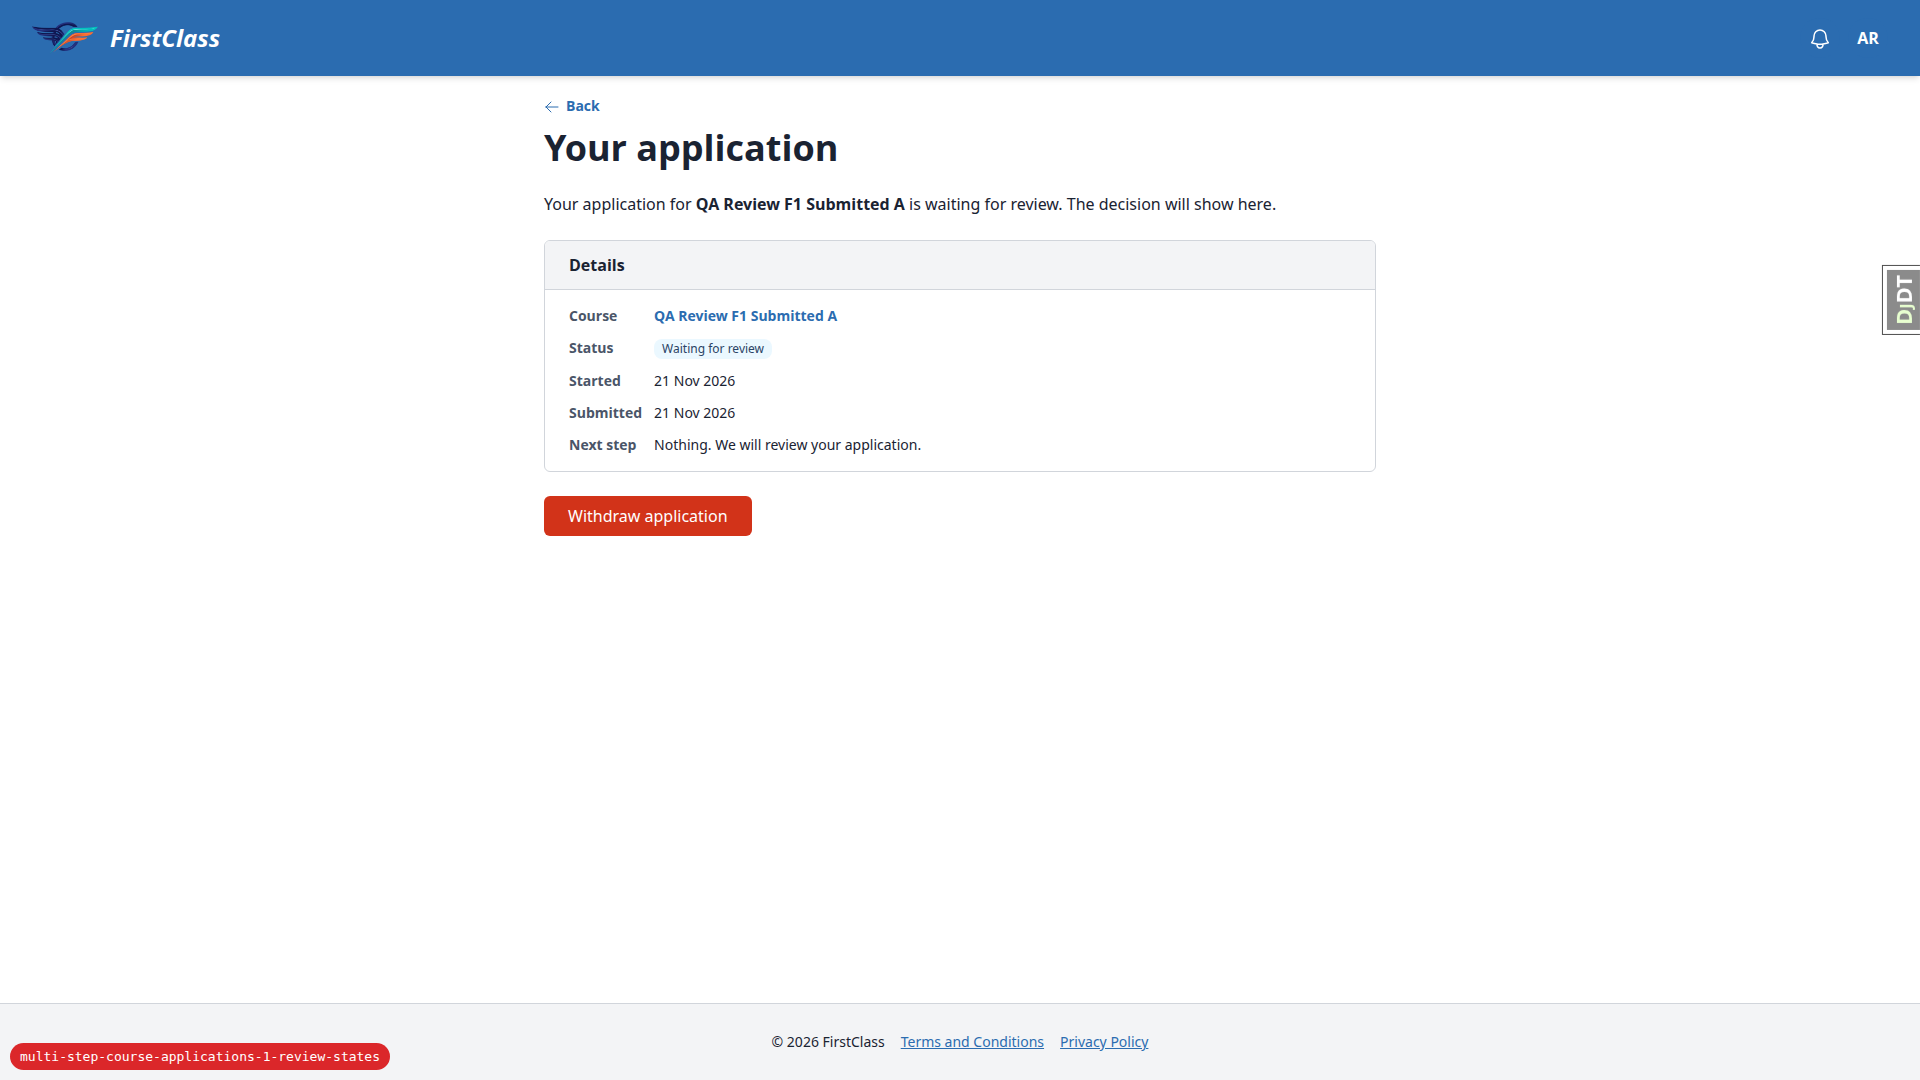 FirstClass
AR
Back
Your application
Your application for QA Review F1 Submitted A is waiting for review. The decision will show here.
Details
Course QA Review F1 Submitted A
Status Waiting for review
Started 21 Nov 2026
Submitted 21 Nov 2026
Next step Nothing. We will review your application.
Withdraw application
DjDT
© 2026 FirstClass Terms and Conditions Privacy Policy
multi-step-course-applications-1-review-states